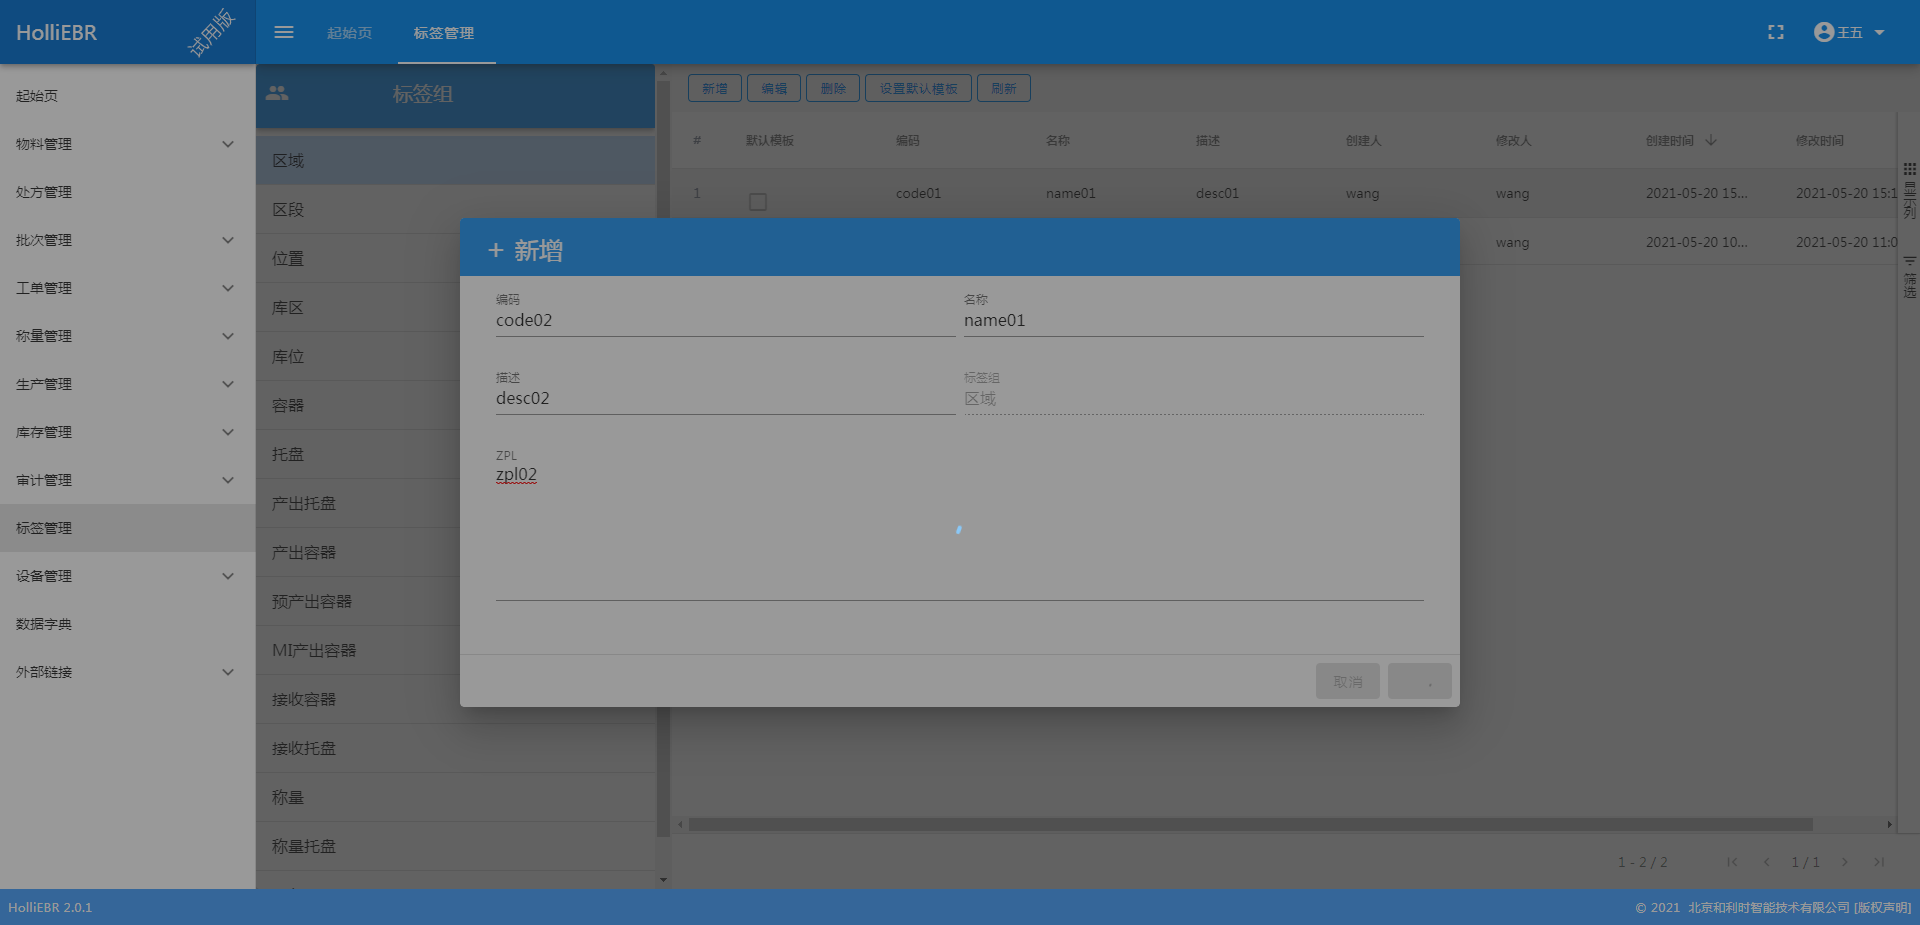 HolliEBR
试用版
起始页
标签管理
王五
起始页
物料管理
处方管理
批次管理
工单管理
称量管理
生产管理
库存管理
审计管理
标签管理
设备管理
数据字典
外部链接
标签组
区域
区段
位置
库区
库位
容器
托盘
产出托盘
产出容器
预产出容器
MI产出容器
接收容器
接收托盘
称量
称量托盘
新增 编辑 删除 设置默认模板 刷新
# 默认模板 编码 名称 描述 创建人 修改人 创建时间 修改时间
1 code01 name01 desc01 wang wang 2021-05-20 15... 2021-05-20 15:1
wang 2021-05-20 10... 2021-05-20 11:0
显示列
筛选
+ 新增
编码
code02
名称
name01
描述
desc02
标签组
区域
ZPL
zpl02
取消
1 - 2 / 2
1 / 1
HolliEBR 2.0.1
© 2021 北京和利时智能技术有限公司 [版权声明]